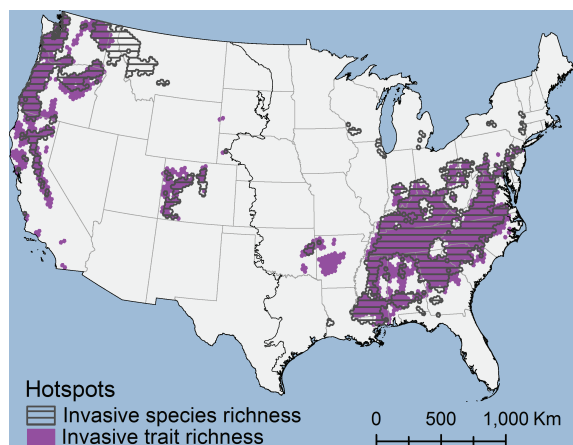 Hotspots
Invasive species richness
Invasive trait richness
0 500 1,000 Km